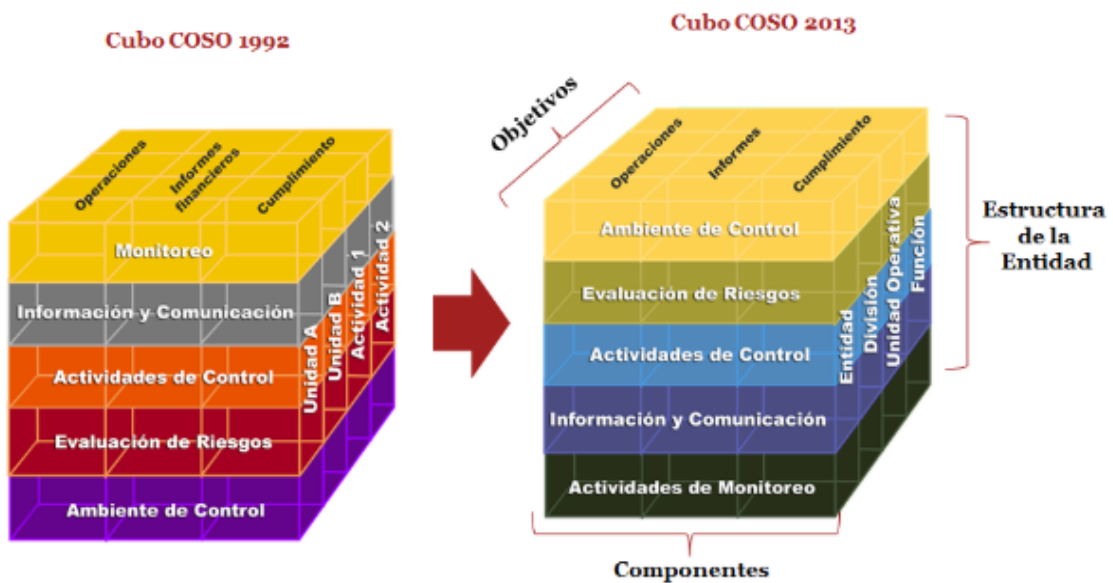 Cubo COSO 1992
Operaciones
Informes
financieros
Cumplimiento
Monitoreo
Información y Comunicación
Actividades de Control
Evaluación de Riesgos
Ambiente de Control
Unidad A
Unidad B
Actividad 1
Actividad 2
Cubo COSO 2013
Objetivos
Operaciones
Informes
Cumplimiento
Ambiente de Control
Evaluación de Riesgos
Actividades de Control
Información y Comunicación
Actividades de Monitoreo
Entidad
División
Unidad Operativa
Función
Estructura
de la
Entidad
Componentes